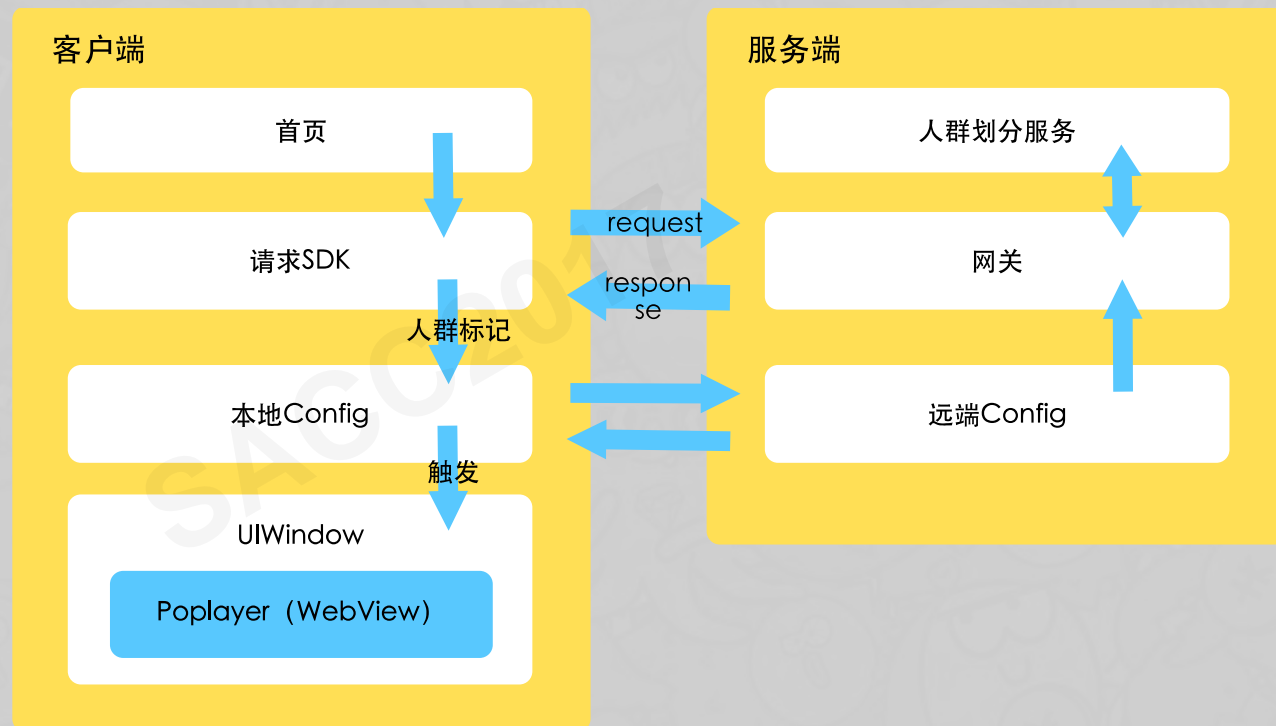 客户端
首页
请求SDK
人群标记
本地Config
触发
UIWindow
Poplayer（WebView）
request
respon
se
服务端
人群划分服务
网关
远端Config
SACC2017